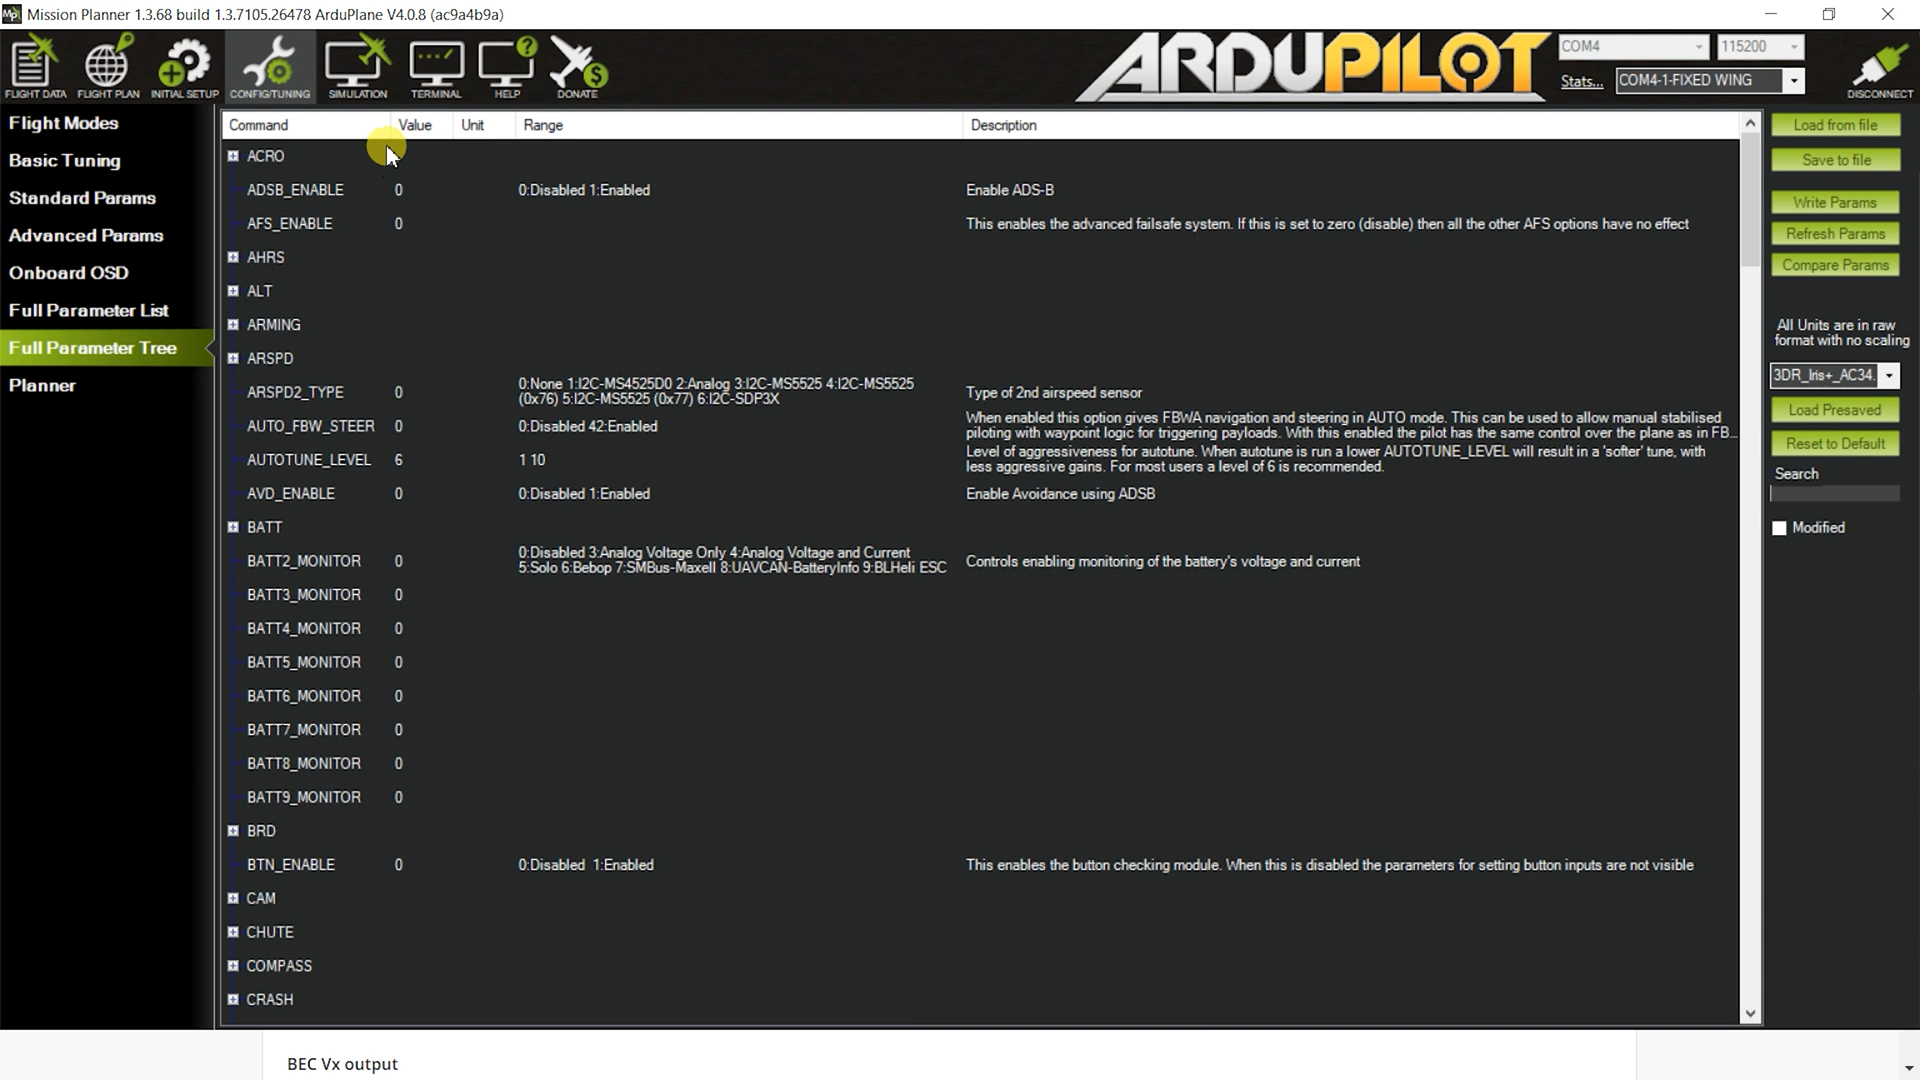 Mission Planner 1.3.68 build 1.3.7105.26478 ArduPlane V4.0.8 (ac9a4b9a)
FLIGHT DATA FLIGHT PLAN INITIAL SETUP CONFIG/TUNING SIMULATION TERMINAL HELP DONATE
ARDUPILOT
COM4 115200
Stats... COM4-1-FIXED WING
DISCONNECT
Flight Modes
Basic Tuning
Standard Params
Advanced Params
Onboard OSD
Full Parameter List
Full Parameter Tree
Planner
Command Value Unit Range Description
ACRO
ADSB_ENABLE 0 0:Disabled 1:Enabled Enable ADS-B
AFS_ENABLE 0 This enables the advanced failsafe system. If this is set to zero (disable) then all the other AFS options have no effect
AHRS
ALT
ARMING
ARSPD
ARSPD2_TYPE 0 0:None 1:I2C-MS4525D0 2:Analog 3:I2C-MS5525 4:I2C-MS5525
(0x76) 5:I2C-MS5525 (0x77) 6:I2C-SDP3X
Type of 2nd airspeed sensor
AUTO_FBW_STEER 0 0:Disabled 42:Enabled
When enabled this option gives FBWA navigation and steering in AUTO mode. This can be used to allow manual stabilised
piloting with waypoint logic for triggering payloads. With this enabled the pilot has the same control over the plane as in FB...
AUTOTUNE_LEVEL 6 1 10
Level of aggressiveness for autotune. When autotune is run a lower AUTOTUNE_LEVEL will result in a 'softer' tune, with
less aggressive gains. For most users a level of 6 is recommended.
AVD_ENABLE 0 0:Disabled 1:Enabled Enable Avoidance using ADSB
BATT
BATT2_MONITOR 0 0:Disabled 3:Analog Voltage Only 4:Analog Voltage and Current
5:Solo 6:Bebop 7:SMBus-Maxell 8:UAVCAN-BatteryInfo 9:BLHeli ESC
Controls enabling monitoring of the battery's voltage and current
BATT3_MONITOR 0
BATT4_MONITOR 0
BATT5_MONITOR 0
BATT6_MONITOR 0
BATT7_MONITOR 0
BATT8_MONITOR 0
BATT9_MONITOR 0
BRD
BTN_ENABLE 0 0:Disabled 1:Enabled This enables the button checking module. When this is disabled the parameters for setting button inputs are not visible
CAM
CHUTE
COMPASS
CRASH
Load from file
Save to file
Write Params
Refresh Params
Compare Params
All Units are in raw
format with no scaling
3DR_Iris+_AC34.
Load Presaved
Reset to Default
Search
Modified
BEC Vx output